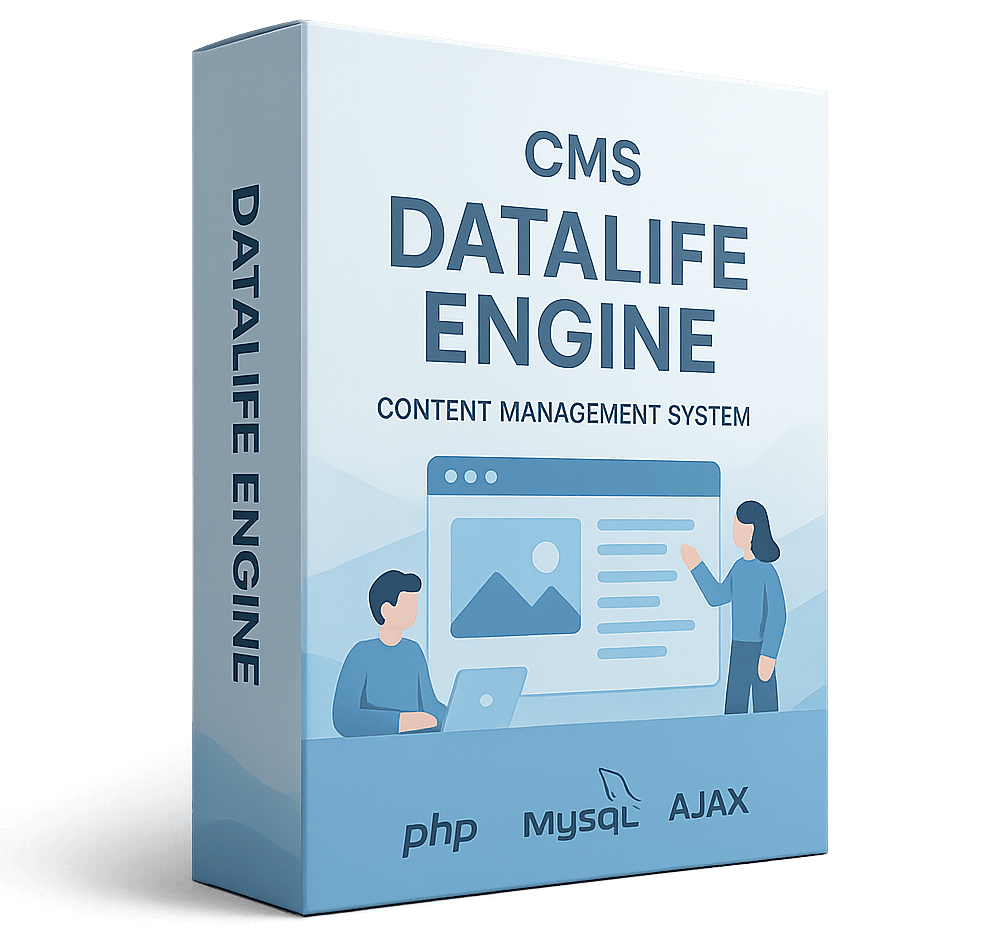 DATALIFE ENGINE
CMS
DATALIFE
ENGINE
CONTENT MANAGEMENT SYSTEM
php MySQL AJAX